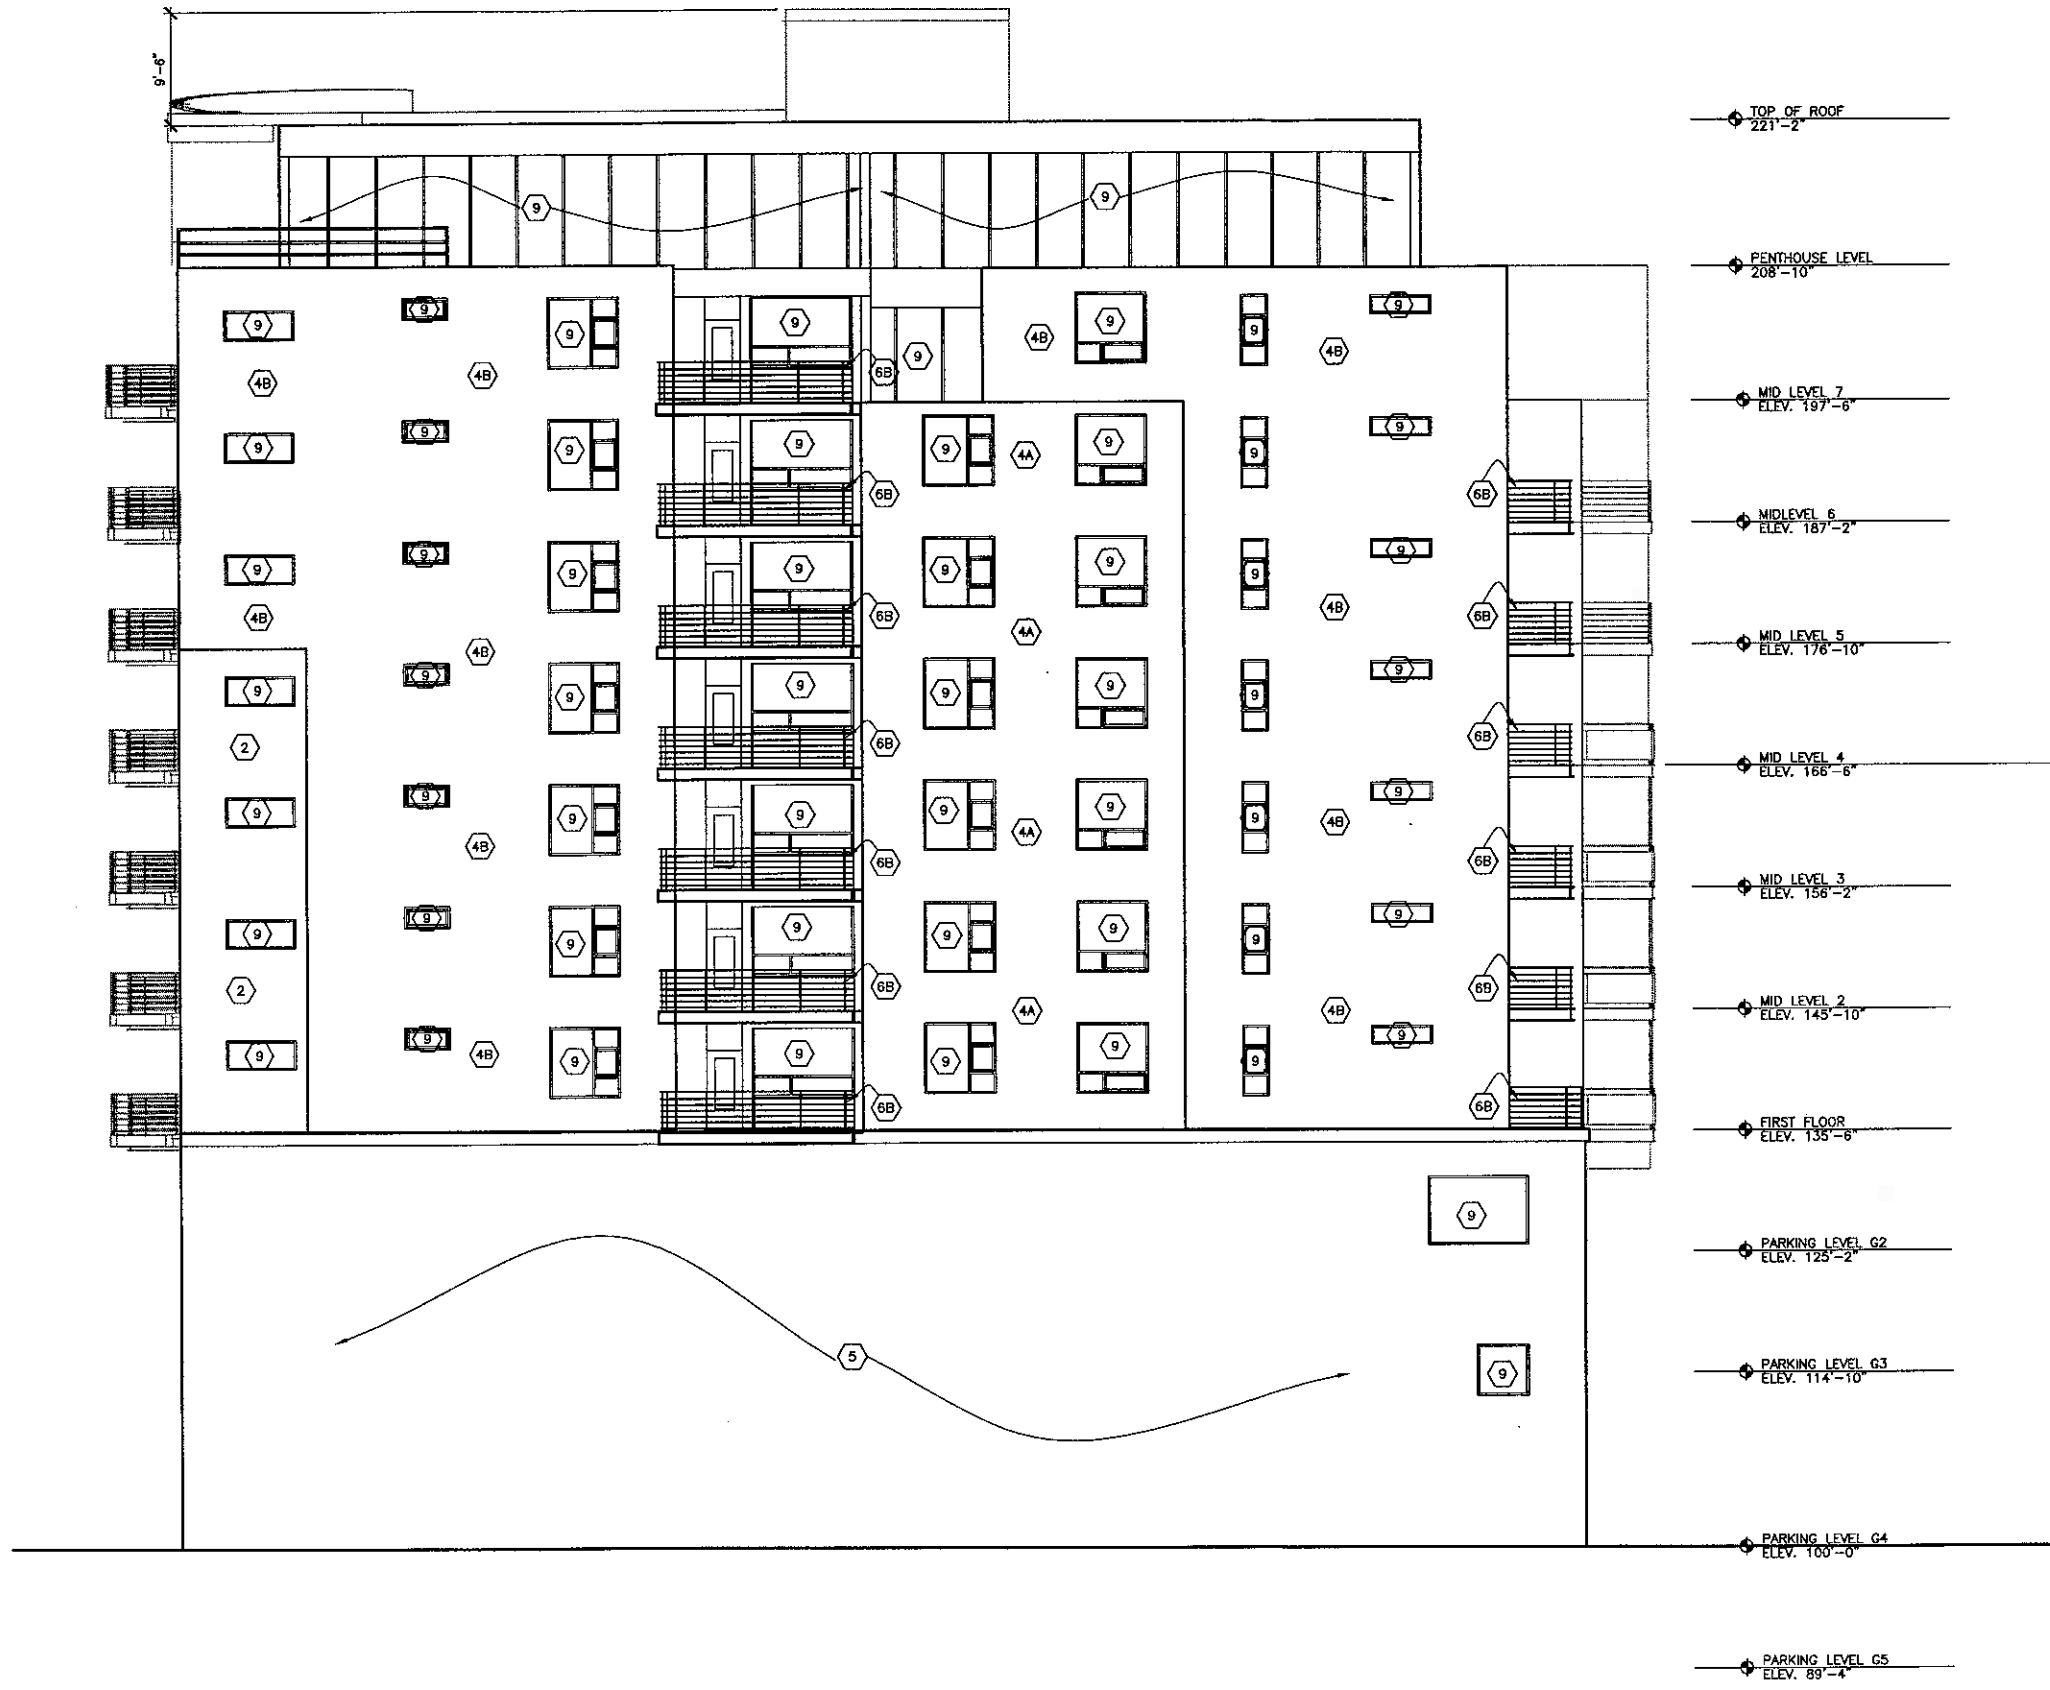 9'-6"
TOP OF ROOF
221'-2"
9 9
PENTHOUSE LEVEL
208'-10"
9 9 9 9 9 4B 9 9 9
4B 4B 6B 9 4B
MID LEVEL 7
ELEV. 197'-6"
9 9 9 9 9 4A 9 9 9
6B 6B
MIDLEVEL 6
ELEV. 187'-2"
9 9 9 9 9 9 9 9
4B 4B 6B 4A 4B 6B
MID LEVEL 5
ELEV. 176'-10"
9 9 9 9 9 9 9 9
2 6B 6B
MID LEVEL 4
ELEV. 166'-6"
9 9 9 9 9 9 9 9
4B 6B 4A 4B 6B
MID LEVEL 3
ELEV. 156'-2"
9 9 9 9 9 9 9 9
2 6B 4A 4B 6B
MID LEVEL 2
ELEV. 145'-10"
9 9 9 9 9 9 9 9
4B 6B 6B
FIRST FLOOR
ELEV. 135'-6"
9
PARKING LEVEL G2
ELEV. 125'-2"
5 9
PARKING LEVEL G3
ELEV. 114'-10"
PARKING LEVEL G4
ELEV. 100'-0"
PARKING LEVEL G5
ELEV. 89'-4"